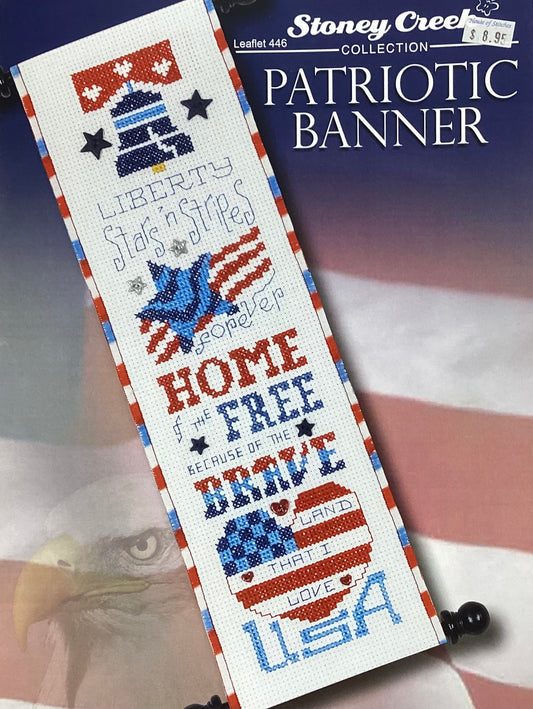 Stoney Creek
House of Stitches
$ 8.95
Leaflet 446
COLLECTION
PATRIOTIC
BANNER
LIBERTY
Stars 'n Stripes
forever
HOME
of the FREE
BECAUSE OF THE
BRAVE
LAND
THAT I
LOVE
USA